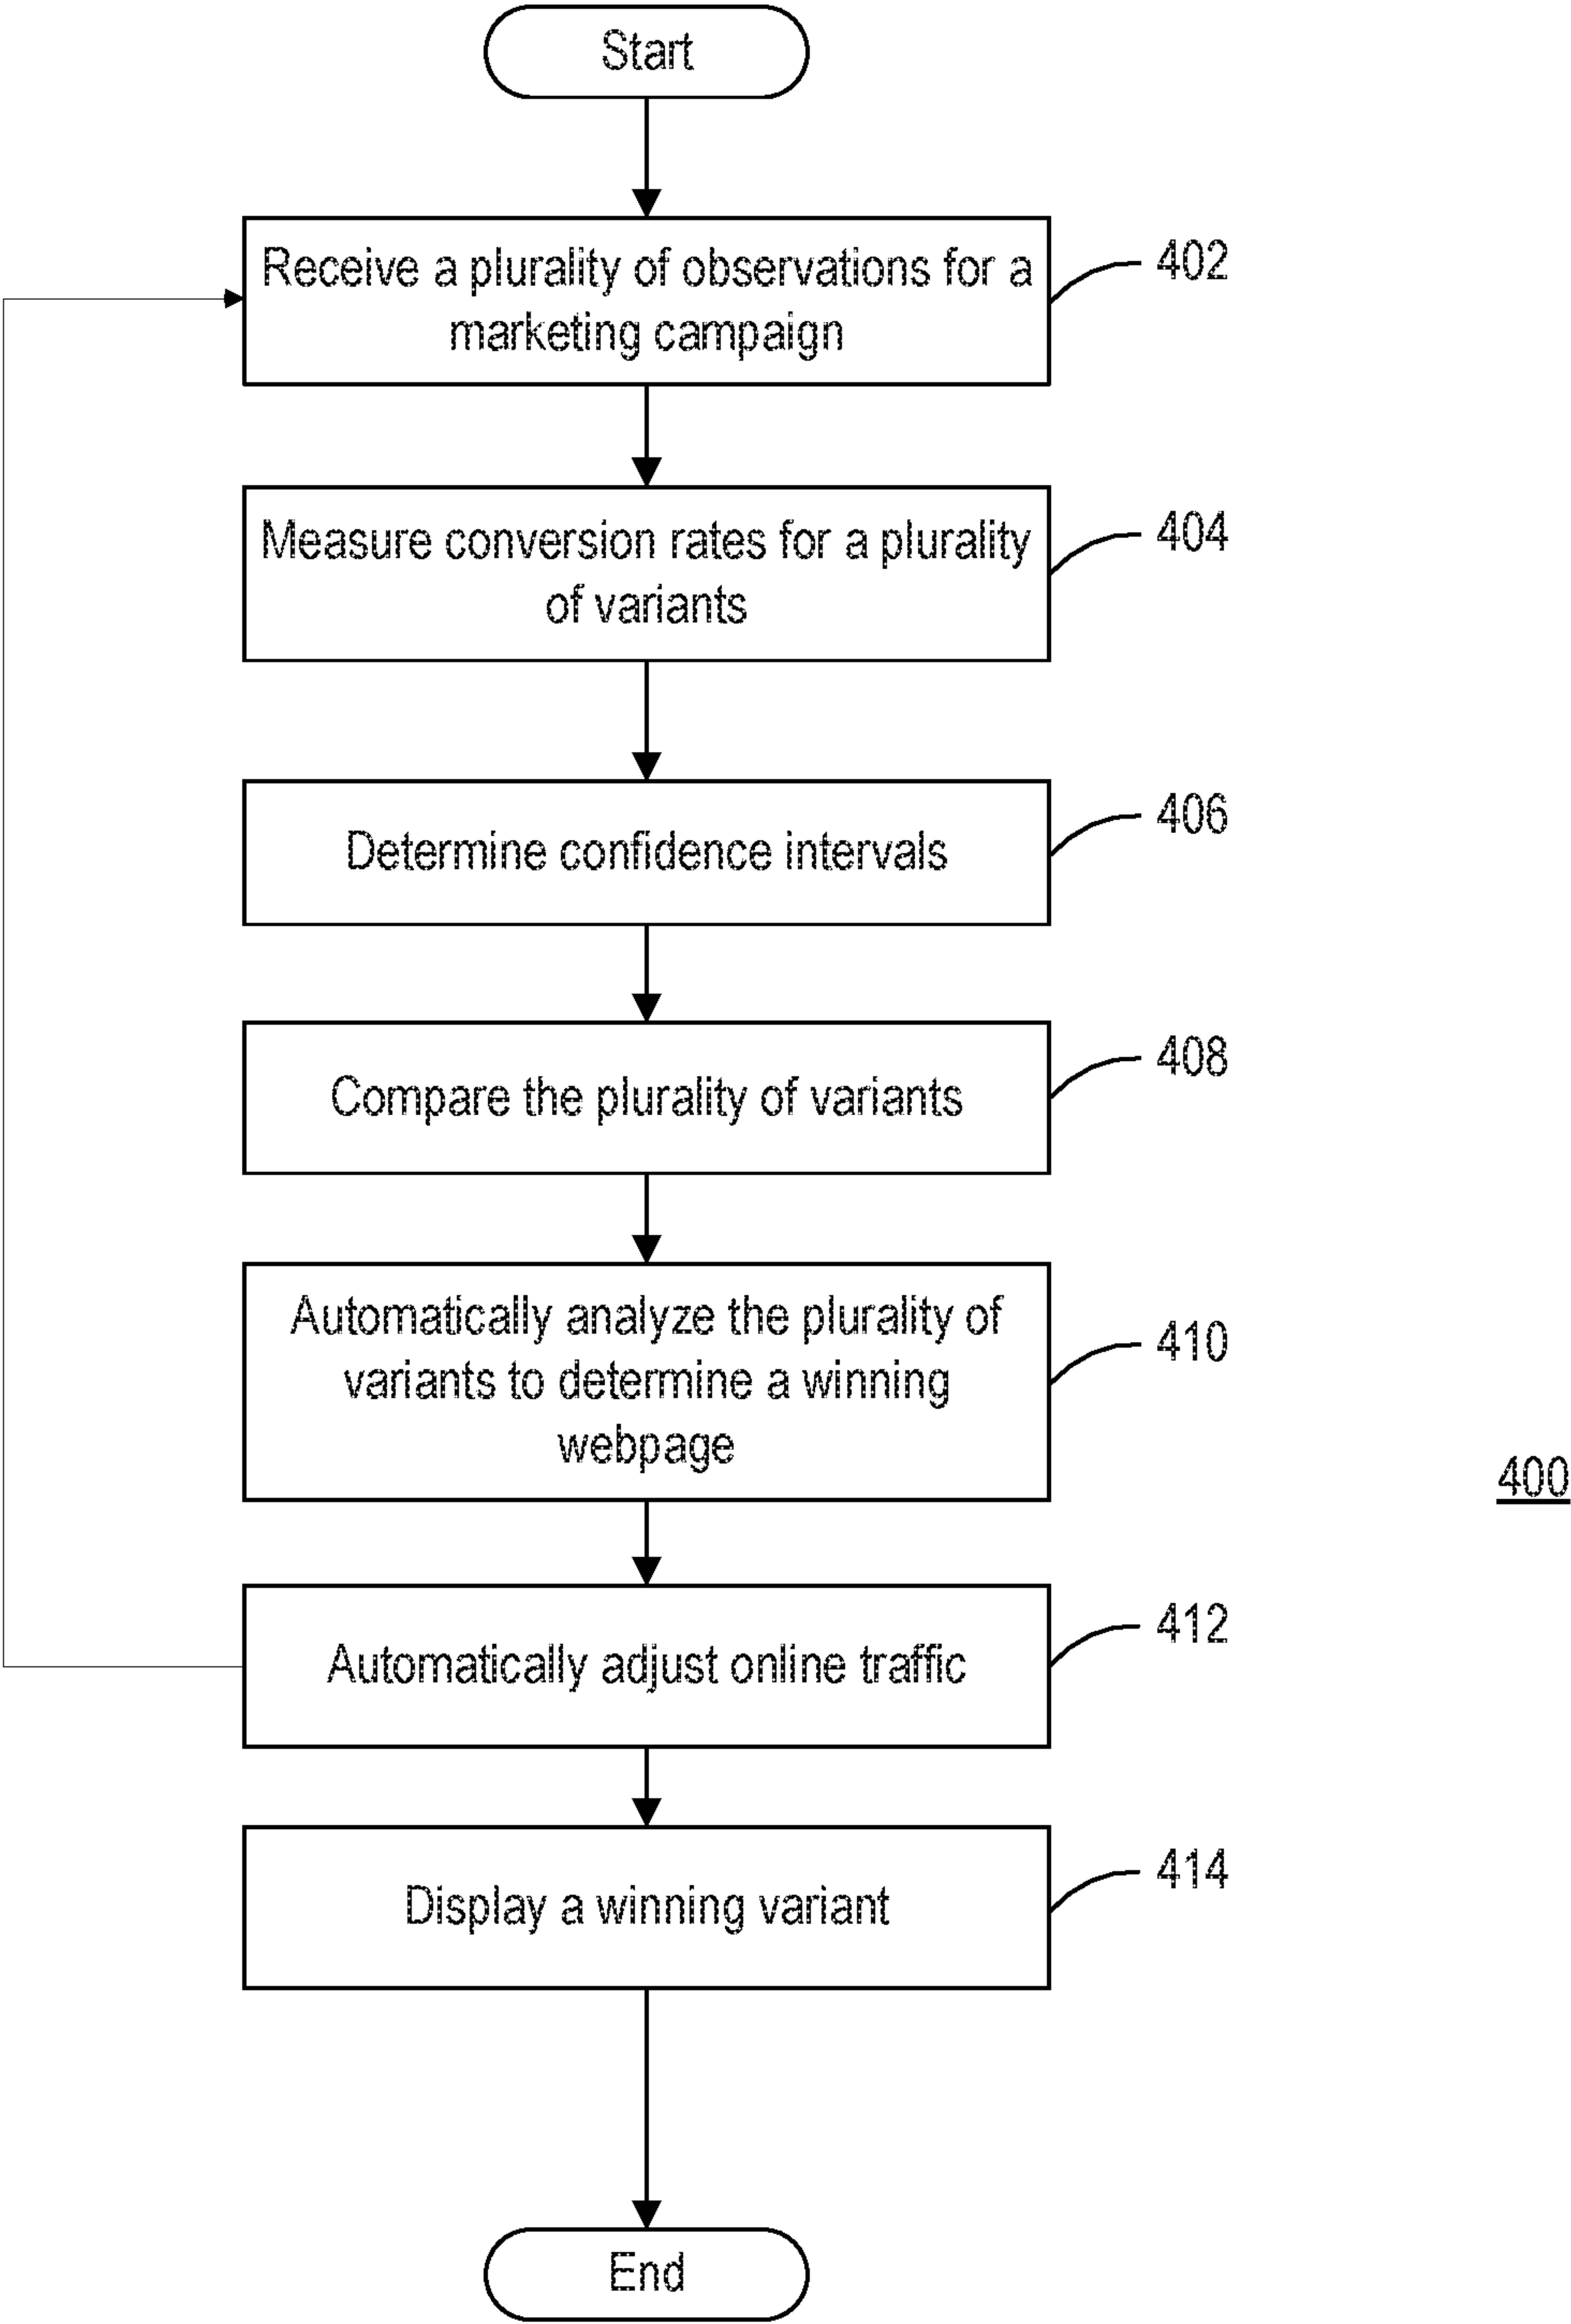 Start
Receive a plurality of observations for a
marketing campaign
402
Measure conversion rates for a plurality
of variants
404
Determine confidence intervals
406
Compare the plurality of variants
408
Automatically analyze the plurality of
variants to determine a winning
webpage
410
400
Automatically adjust online traffic
412
Display a winning variant
414
End